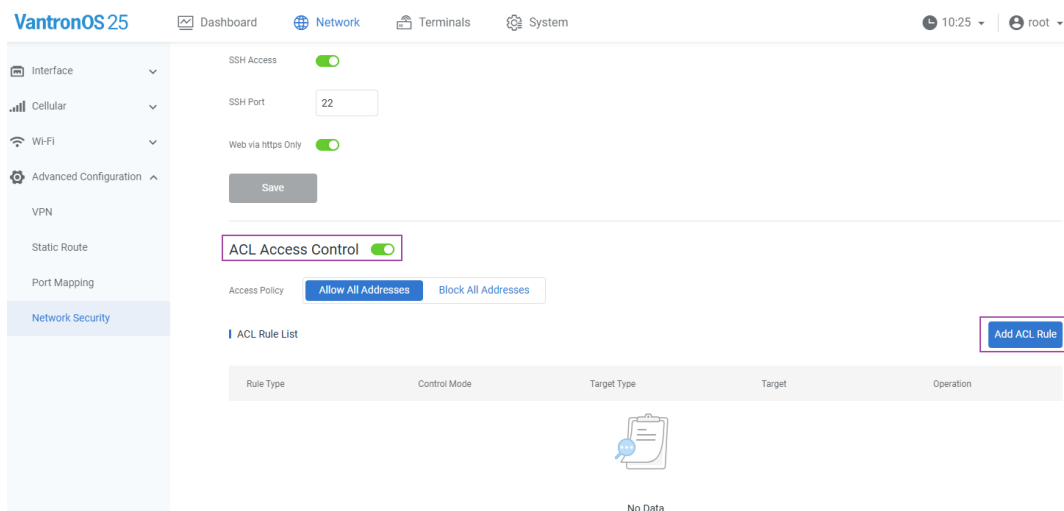 VantronOS 25
Dashboard
Network
Terminals
System
10:25
root
Interface
Cellular
Wi-Fi
Advanced Configuration
VPN
Static Route
Port Mapping
Network Security
SSH Access
SSH Port
22
Web via https Only
Save
ACL Access Control
Access Policy
Allow All Addresses
Block All Addresses
ACL Rule List
Add ACL Rule
Rule Type
Control Mode
Target Type
Target
Operation
No Data